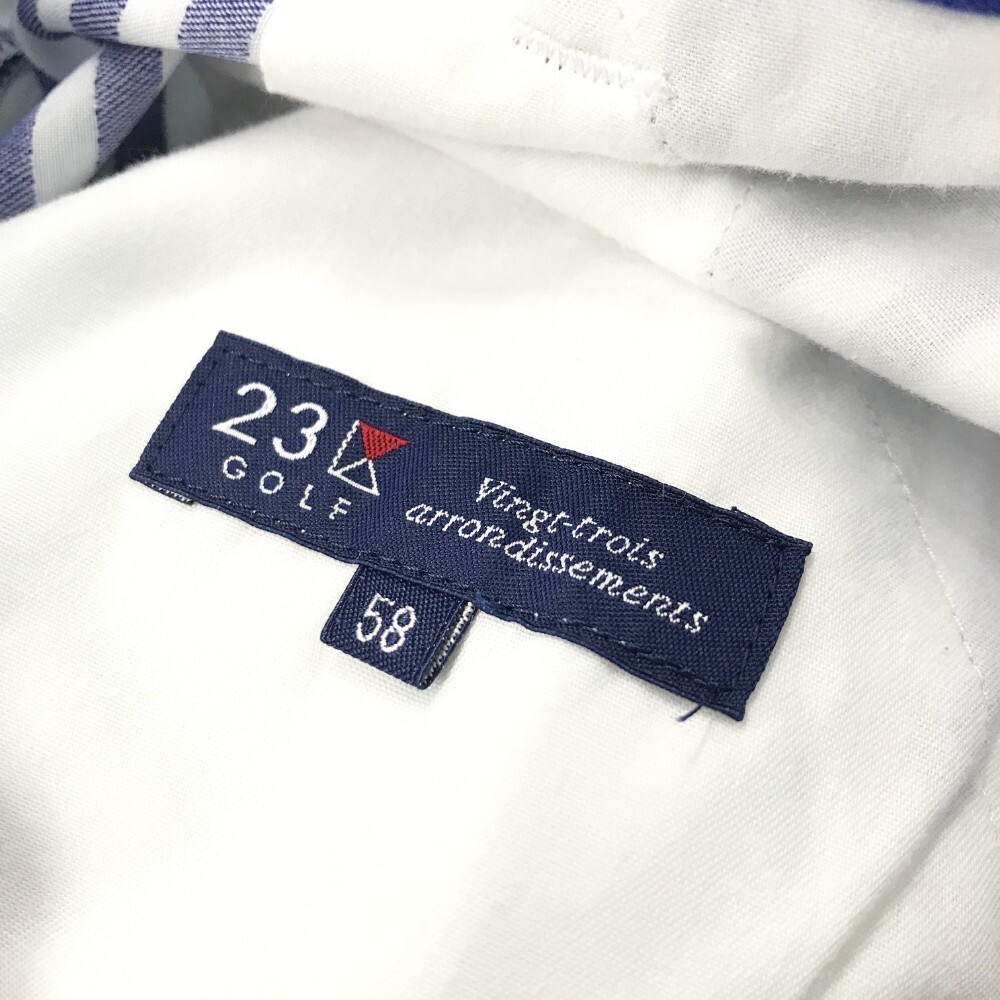 23
GOLF
Vingt-trois
arrondissements
58